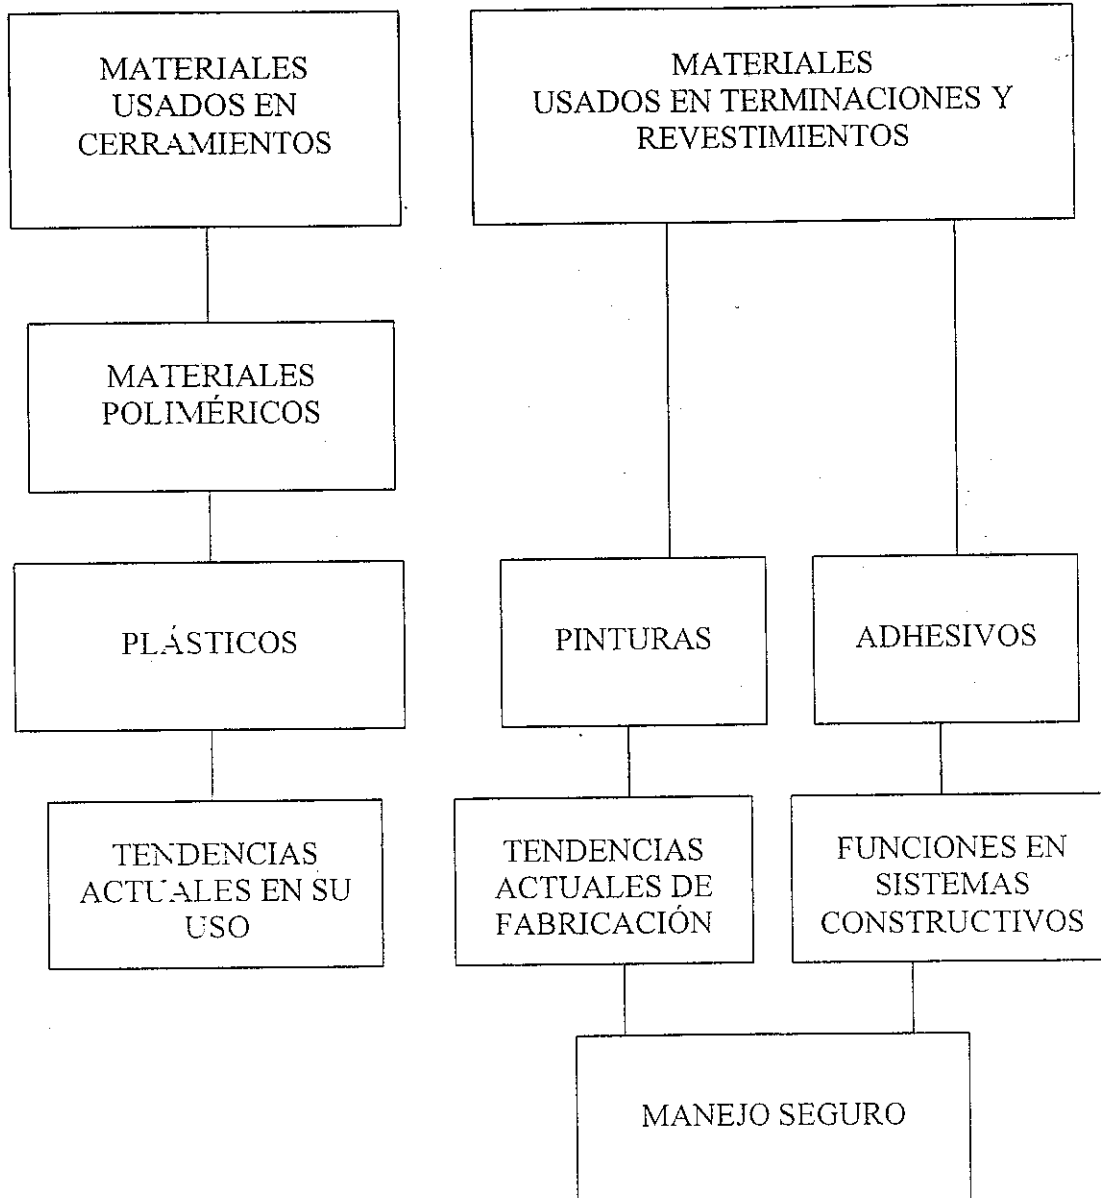 MATERIALES
USADOS EN
CERRAMIENTOS
MATERIALES
USADOS EN TERMINACIONES Y
REVESTIMIENTOS
MATERIALES
POLIMÉRICOS
PLÁSTICOS
PINTURAS
ADHESIVOS
TENDENCIAS
ACTUALES EN SU
USO
TENDENCIAS
ACTUALES DE
FABRICACIÓN
FUNCIONES EN
SISTEMAS
CONSTRUCTIVOS
MANEJO SEGURO